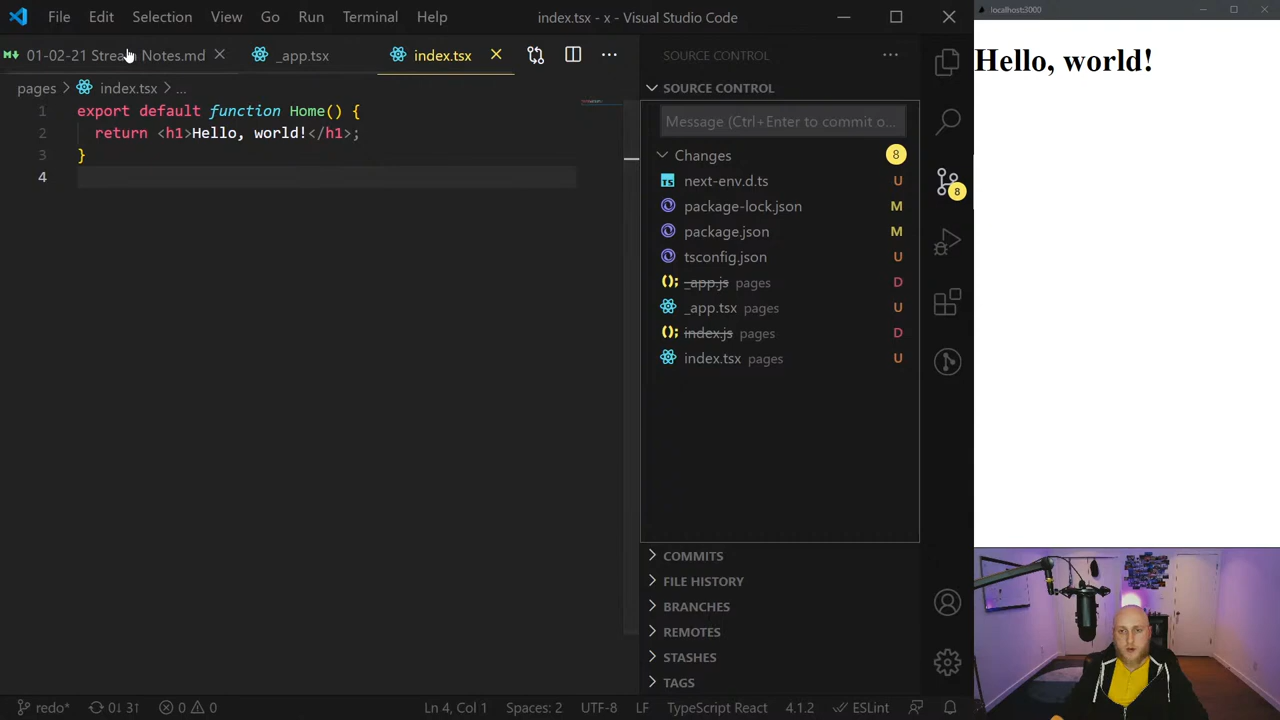 File Edit Selection View Go Run Terminal Help index.tsx - x - Visual Studio Code
localhost:3000
01-02-21 Stream Notes.md
_app.tsx
index.tsx
SOURCE CONTROL
pages > index.tsx > ...
1 export default function Home() {
2 return <h1>Hello, world!</h1>;
3 }
4
SOURCE CONTROL
Message (Ctrl+Enter to commit o...
Changes 8
next-env.d.ts U
package-lock.json M
package.json M
tsconfig.json U
_app.js pages D
_app.tsx pages U
index.js pages D
index.tsx pages U
COMMITS
FILE HISTORY
BRANCHES
REMOTES
STASHES
TAGS
8
Hello, world!
redo* 0↓ 3↑ 0 0 Ln 4, Col 1 Spaces: 2 UTF-8 LF TypeScript React 4.1.2 ESLint